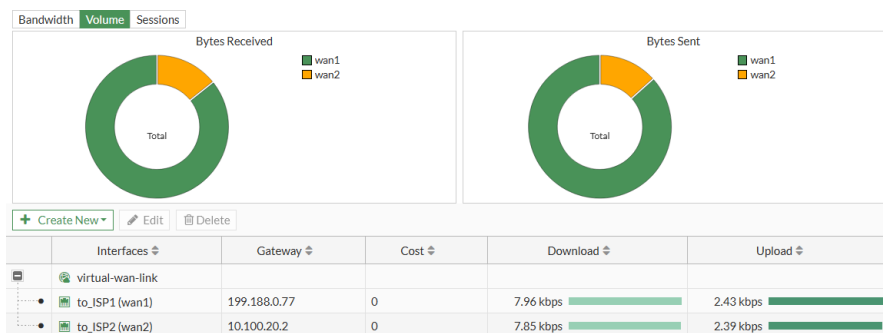 Bandwidth Volume Sessions
Bytes Received
wan1
wan2
Total
Bytes Sent
wan1
wan2
Total
+ Create New Edit Delete
Interfaces Gateway Cost Download Upload
virtual-wan-link
to_ISP1 (wan1) 199.188.0.77 0 7.96 kbps 2.43 kbps
to_ISP2 (wan2) 10.100.20.2 0 7.85 kbps 2.39 kbps